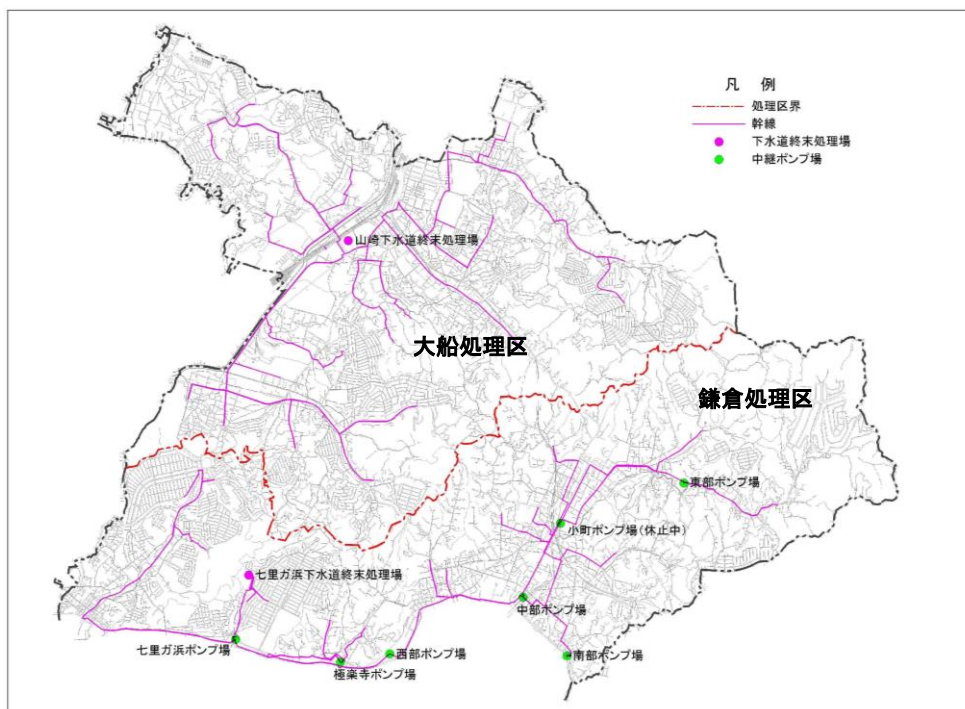 凡 例
処理区界
幹線
下水道終末処理場
中継ポンプ場
山崎下水道終末処理場
大船処理区
鎌倉処理区
東部ポンプ場
小町ポンプ場(休止中)
七里ガ浜下水道終末処理場
中部ポンプ場
七里ガ浜ポンプ場
西部ポンプ場
南部ポンプ場
極楽寺ポンプ場